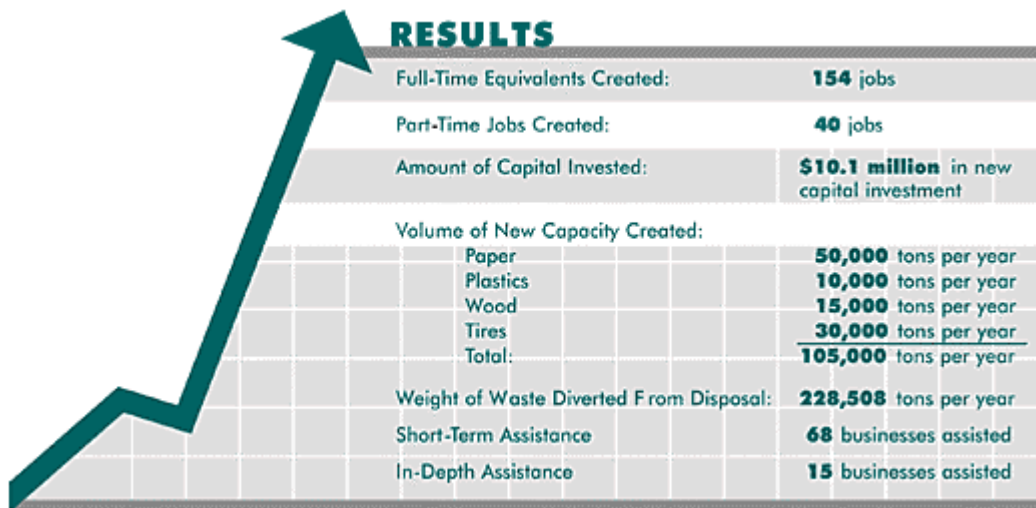 RESULTS
Full-Time Equivalents Created: 154 jobs
Part-Time Jobs Created: 40 jobs
Amount of Capital Invested: $10.1 million in new
capital investment
Volume of New Capacity Created:
Paper 50,000 tons per year
Plastics 10,000 tons per year
Wood 15,000 tons per year
Tires 30,000 tons per year
Total: 105,000 tons per year
Weight of Waste Diverted From Disposal: 228,508 tons per year
Short-Term Assistance 68 businesses assisted
In-Depth Assistance 15 businesses assisted